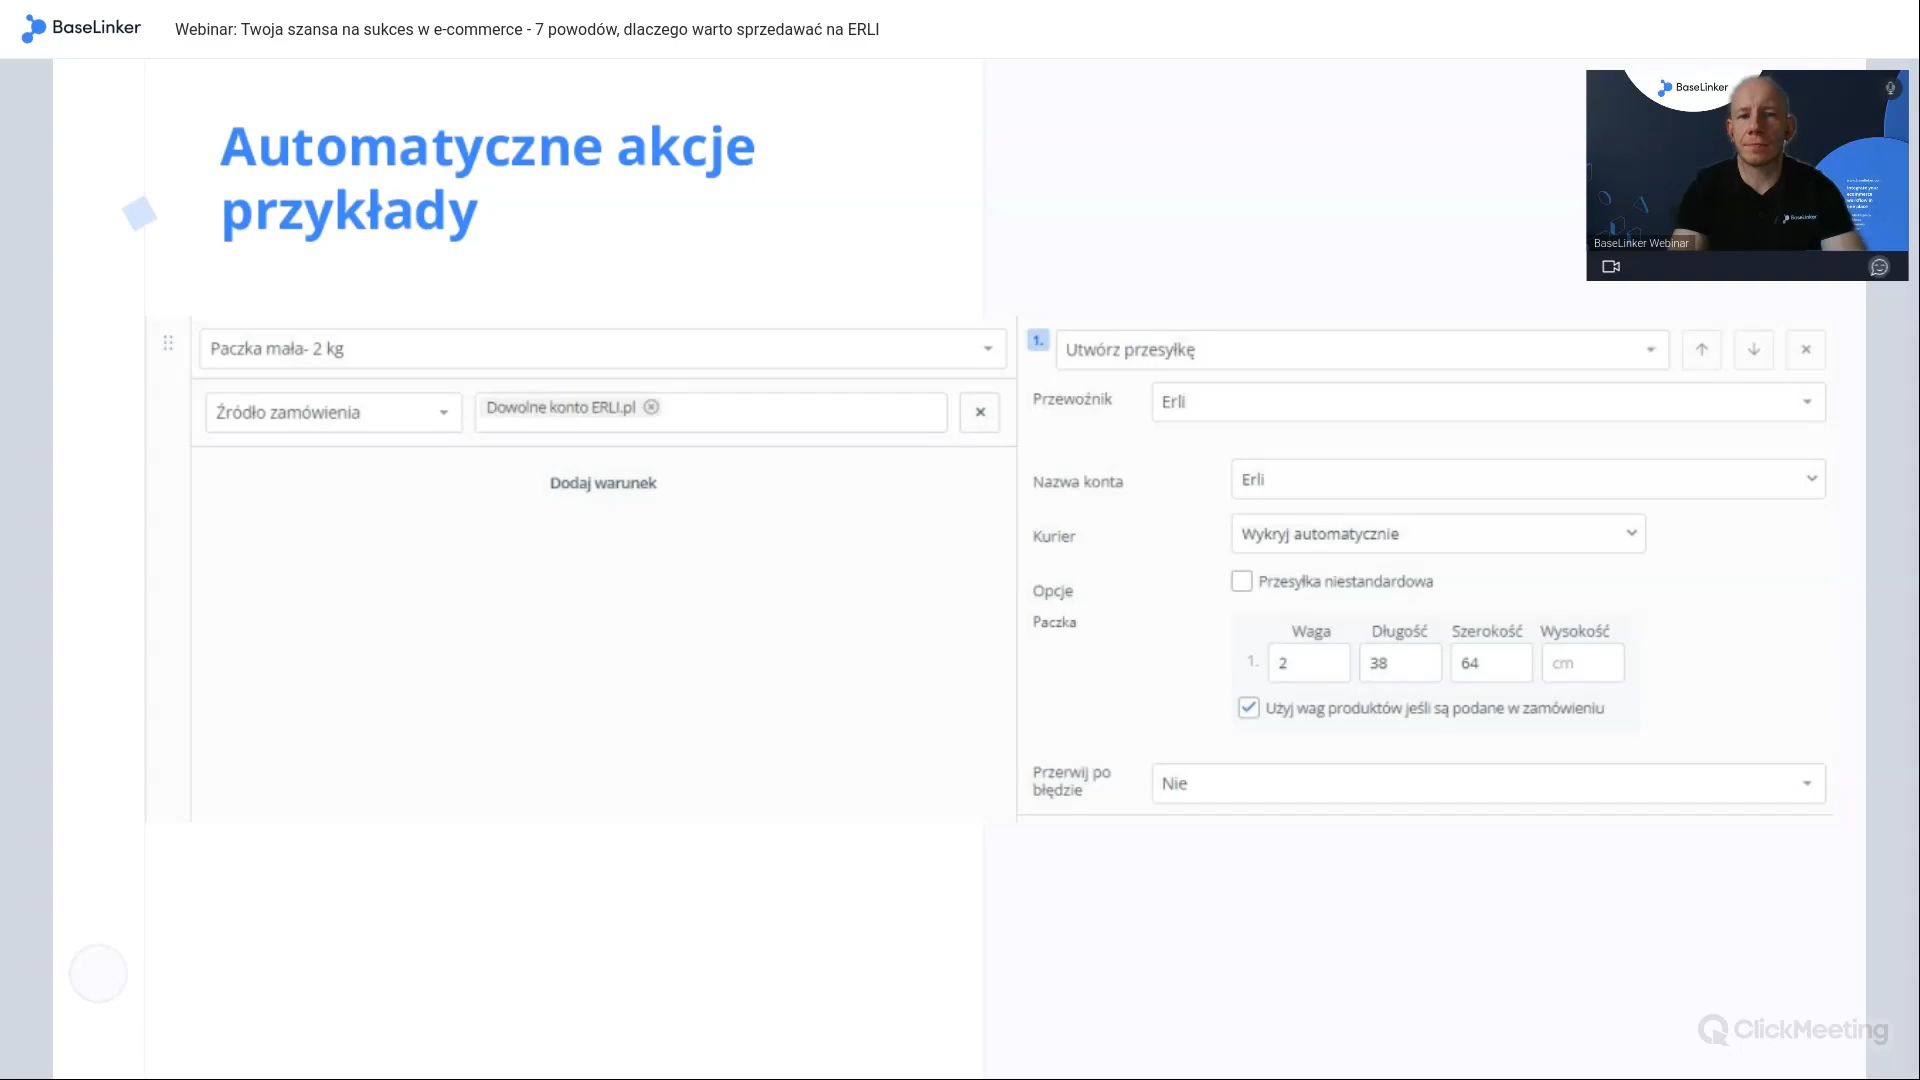 BaseLinker
Webinar: Twoja szansa na sukces w e-commerce - 7 powodów, dlaczego warto sprzedawać na ERLI
Automatyczne akcje
przykłady
BaseLinker
BaseLinker
BaseLinker Webinar
Paczka mała- 2 kg
Źródło zamówienia
Dowolne konto ERLI.pl
Dodaj warunek
1.
Utwórz przesyłkę
Przewoźnik
Erli
Nazwa konta
Erli
Kurier
Wykryj automatycznie
Opcje
Przesyłka niestandardowa
Paczka
Waga Długość Szerokość Wysokość
1. 2 38 64 cm
Użyj wag produktów jeśli są podane w zamówieniu
Przerwij po
błędzie
Nie
ClickMeeting